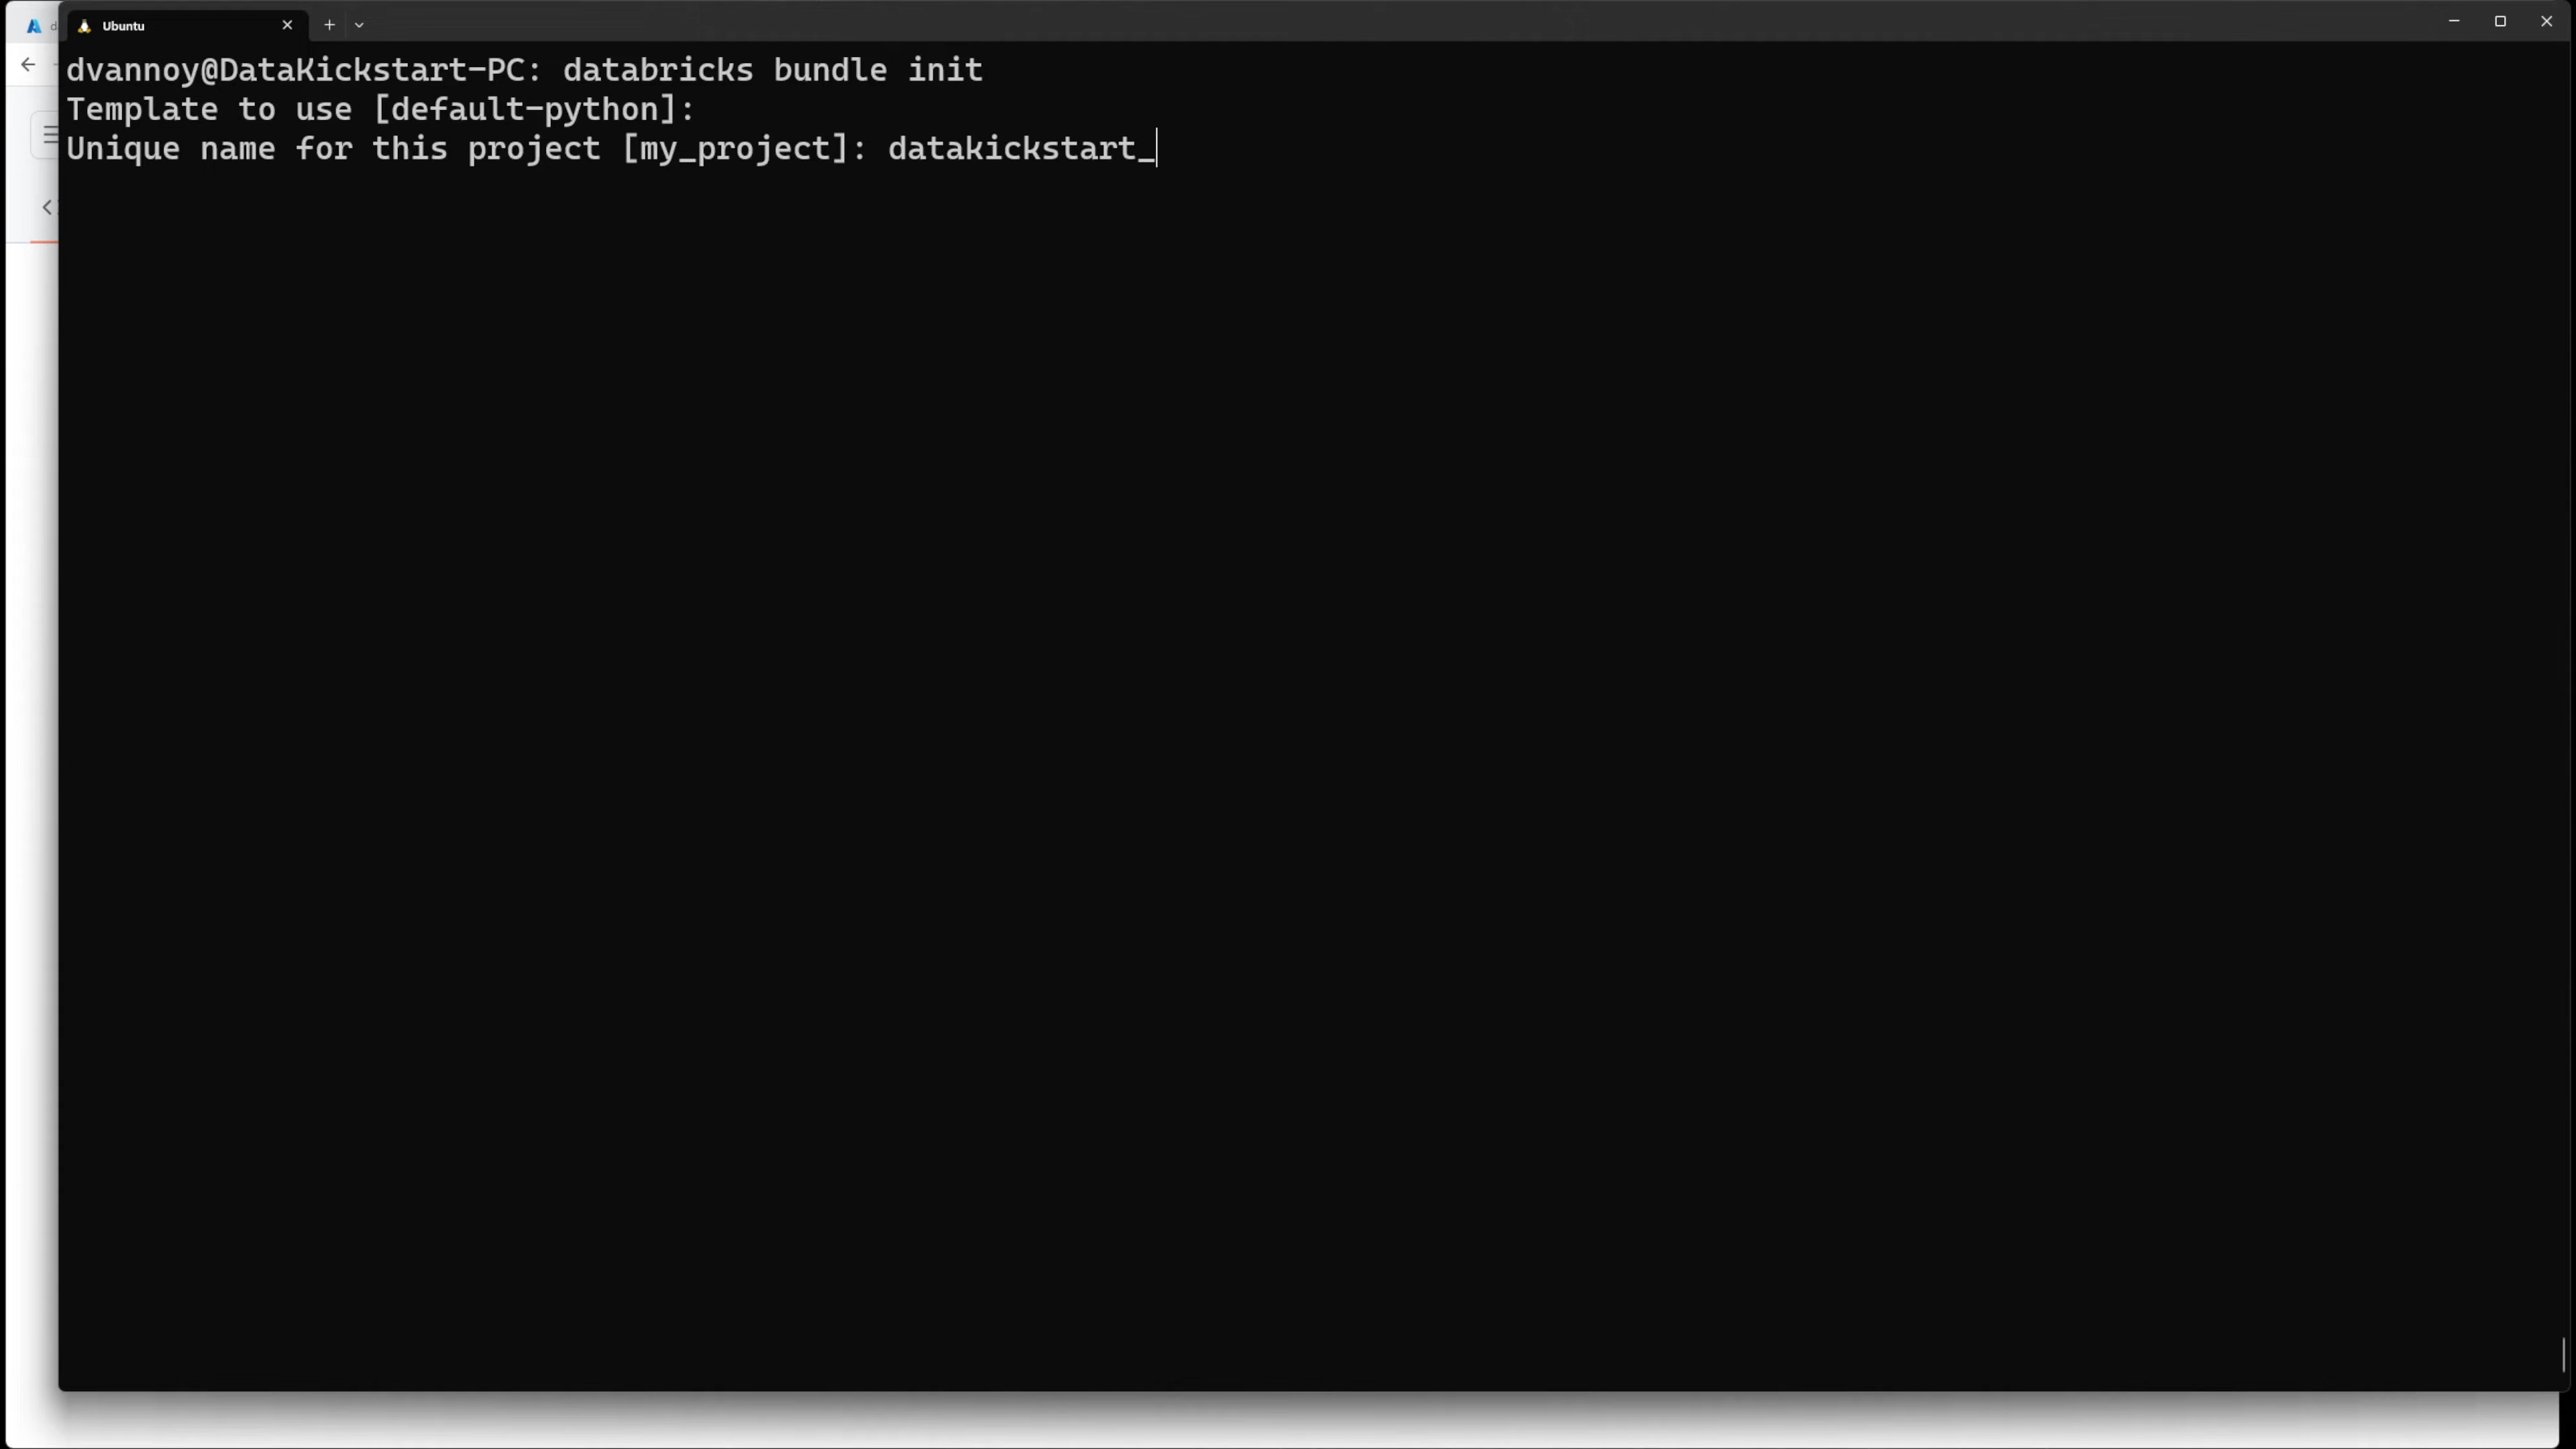 Ubuntu
dvannoy@DataKickstart-PC: databricks bundle init
Template to use [default-python]:
Unique name for this project [my_project]: datakickstart_